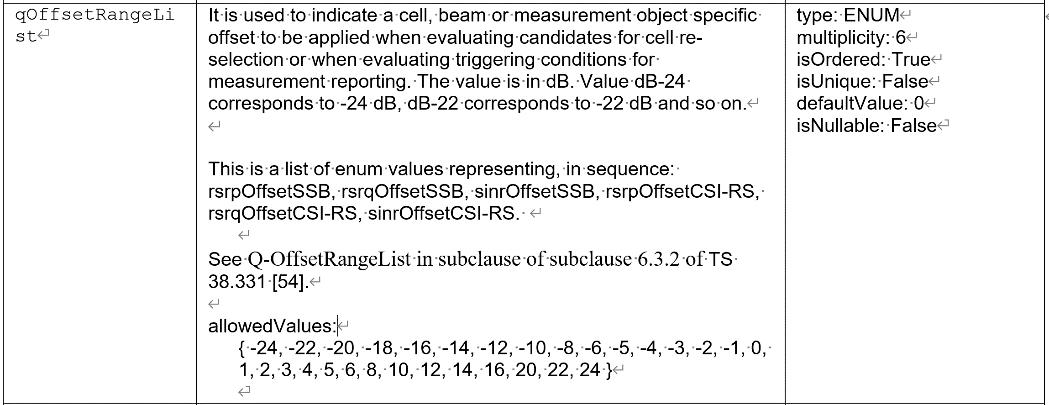 qOffsetRangeLi
st
It is used to indicate a cell, beam or measurement object specific
offset to be applied when evaluating candidates for cell re-
selection or when evaluating triggering conditions for
measurement reporting. The value is in dB. Value dB-24
corresponds to -24 dB, dB-22 corresponds to -22 dB and so on.
This is a list of enum values representing, in sequence:
rsrpOffsetSSB, rsrqOffsetSSB, sinrOffsetSSB, rsrpOffsetCSI-RS,
rsrqOffsetCSI-RS, sinrOffsetCSI-RS.
See Q-OffsetRangeList in subclause of subclause 6.3.2 of TS
38.331 [54].
allowedValues:
{ -24, -22, -20, -18, -16, -14, -12, -10, -8, -6, -5, -4, -3, -2, -1, 0,
1, 2, 3, 4, 5, 6, 8, 10, 12, 14, 16, 20, 22, 24 }
type: ENUM
multiplicity: 6
isOrdered: True
isUnique: False
defaultValue: 0
isNullable: False